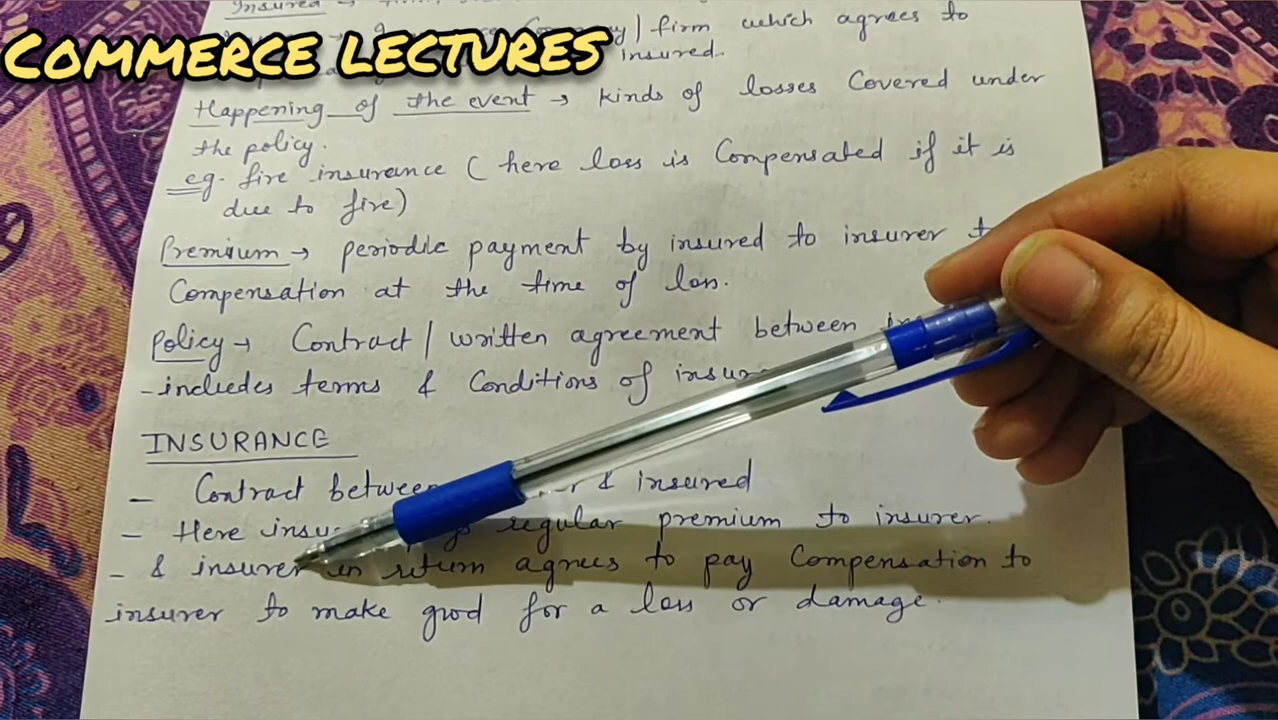 COMMERCE LECTURES
Insured →
firm which agrees to
insured.
Happening of the event → kinds of losses Covered under
the policy.
eg. fire insurance ( here loss is Compensated if it is
due to fire)
Premium → periodic payment by insured to insurer
Compensation at the time of loss.
Policy → Contract / written agreement between
- includes terms & Conditions of
INSURANCE
- Contract between & insured
- Here regular premium to insurer.
- & insurer in return agrees to pay Compensation to
insurer to make good for a loss or damage.